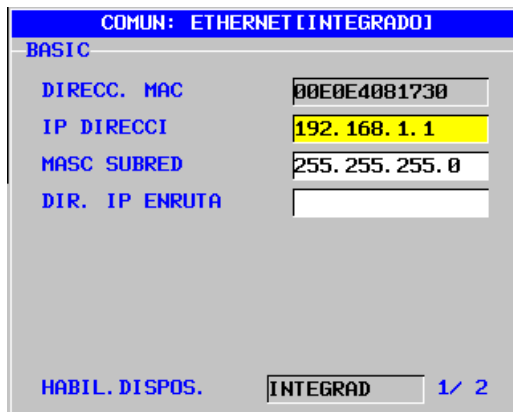 COMUN: ETHERNET[INTEGRADO]
BASIC
DIRECC. MAC 00E0E4081730
IP DIRECCI 192.168.1.1
MASC SUBRED 255.255.255.0
DIR. IP ENRUTA
HABIL.DISPOS. INTEGRAD 1/ 2